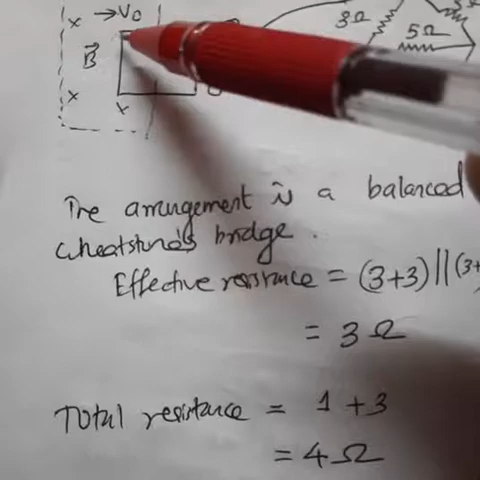 x → V0
3Ω
5Ω
B
x
x
The arrangement is a balanced
Wheatstone's bridge.
Effective resistance = (3+3)||(3+
= 3 Ω
Total resistance = 1 + 3
= 4 Ω